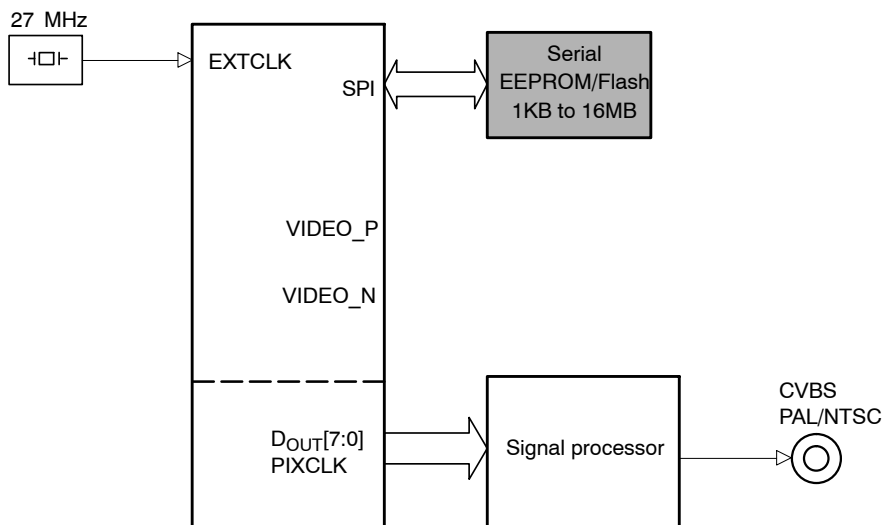 27 MHz
EXTCLK
SPI
Serial
EEPROM/Flash
1KB to 16MB
VIDEO_P
VIDEO_N
DOUT[7:0]
PIXCLK
Signal processor
CVBS
PAL/NTSC